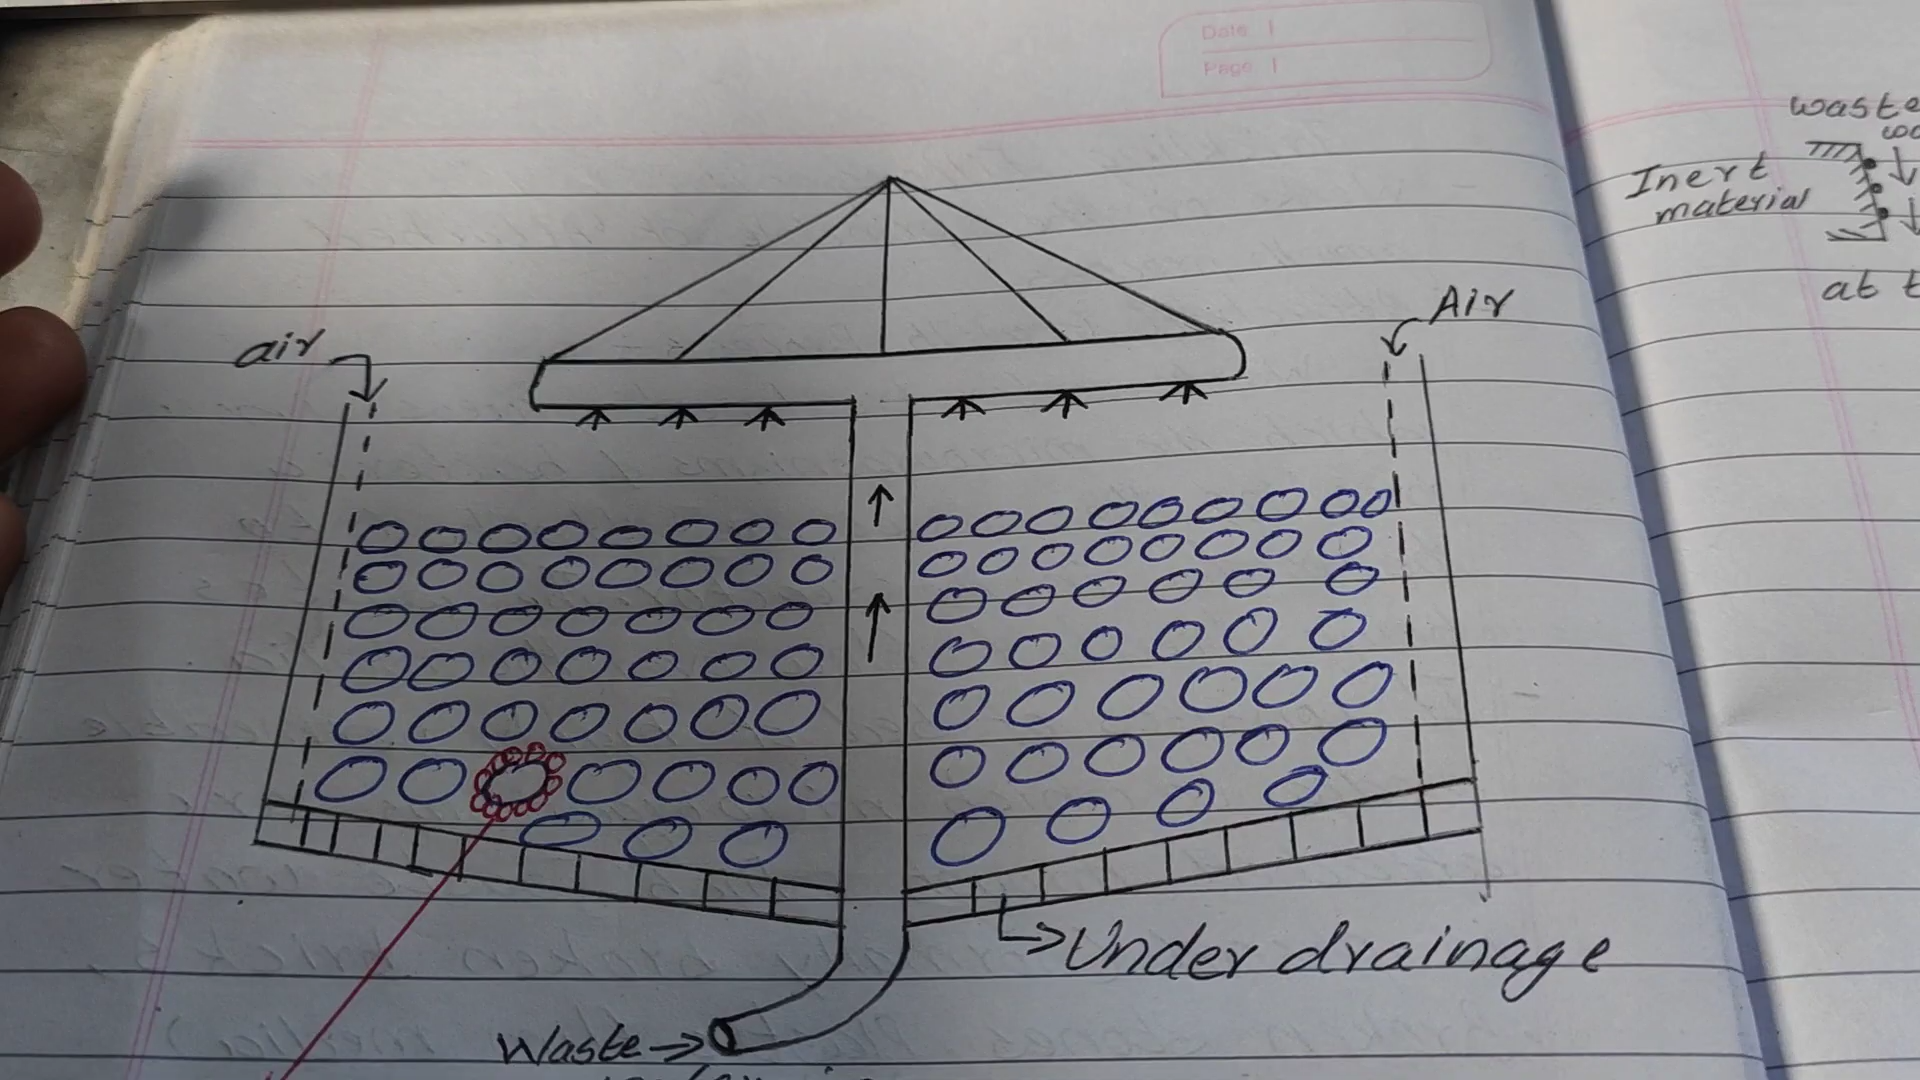 Date
Page
air
Air
Under drainage
Waste
waste
Inert
material
at t